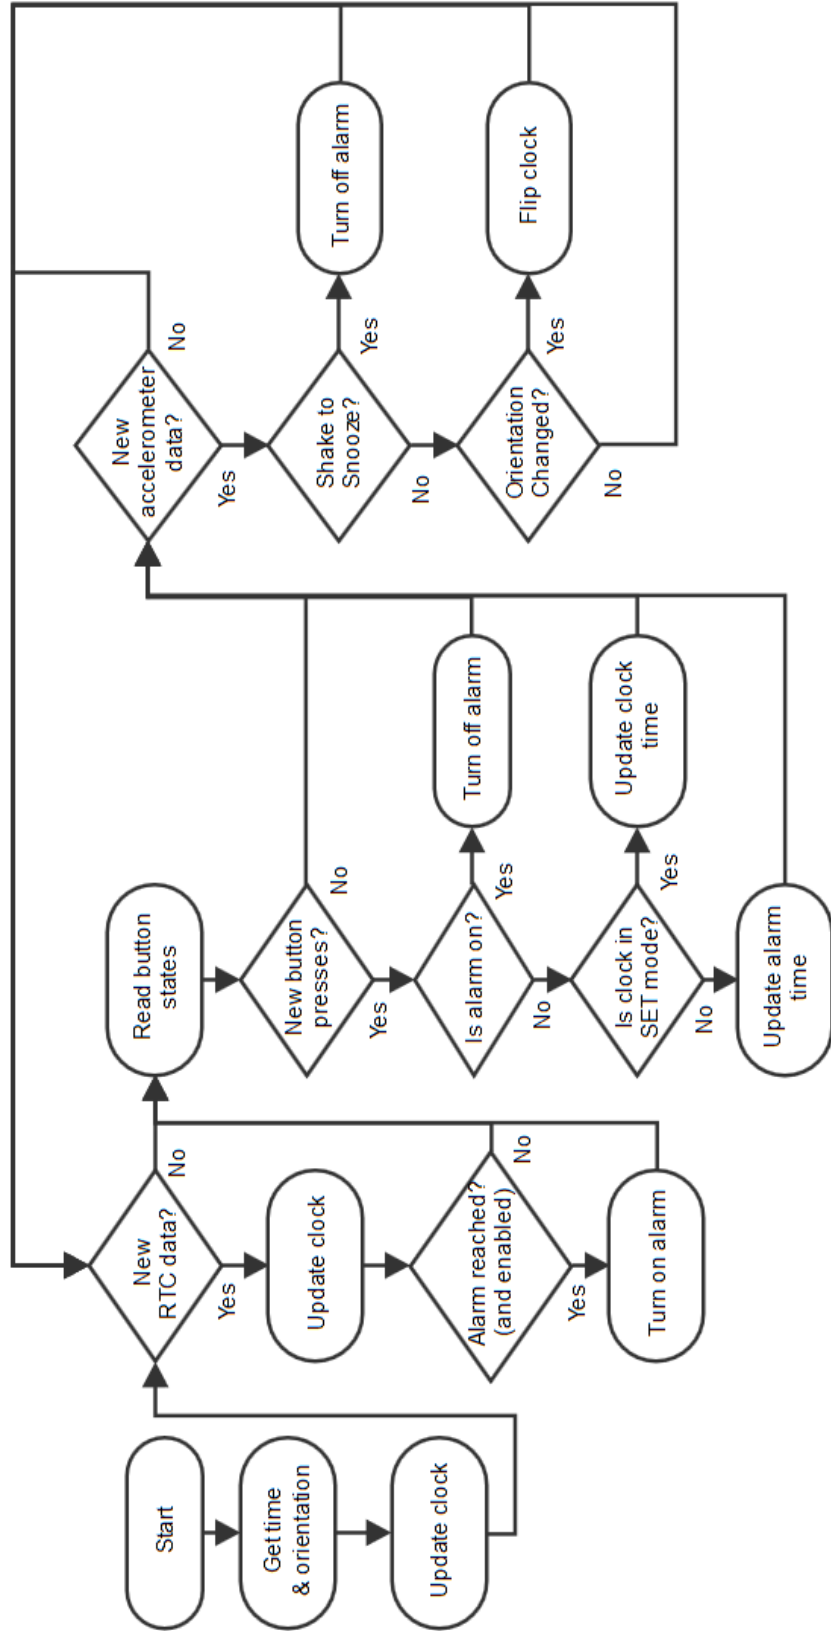 Start
Get time
& orientation
Update clock
New
RTC data?
No
Yes
Update clock
Alarm reached?
(and enabled)
No
Yes
Turn on alarm
Read button
states
New button
presses?
No
Yes
Is alarm on?
Yes
Turn off alarm
No
Is clock in
SET mode?
Yes
Update clock
time
No
Update alarm
time
New
accelerometer
data?
No
Yes
Shake to
Snooze?
Yes
Turn off alarm
No
Orientation
Changed?
Yes
Flip clock
No